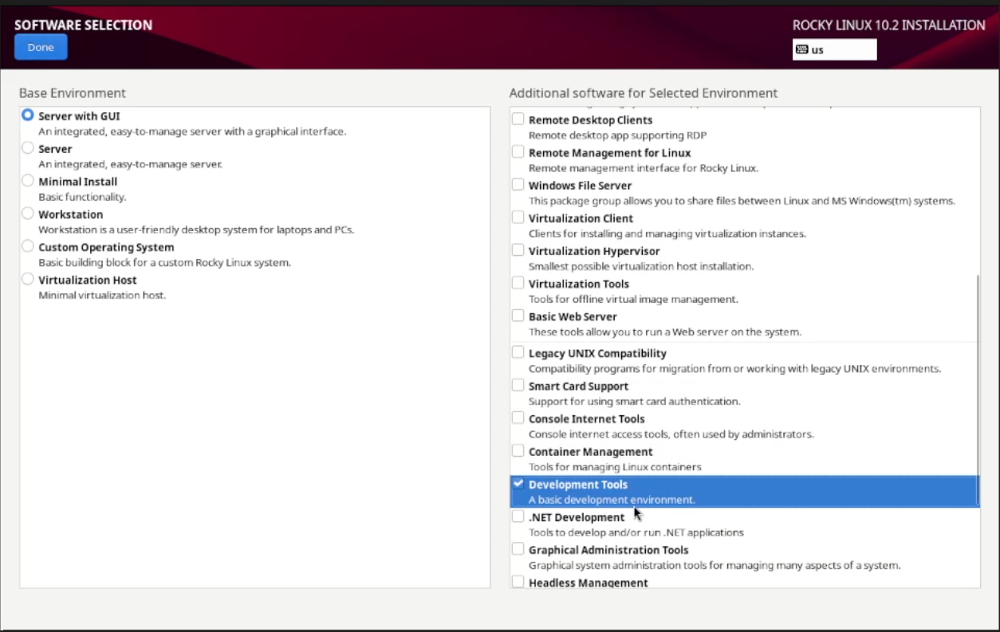 SOFTWARE SELECTION
Done
ROCKY LINUX 10.2 INSTALLATION
us
Base Environment
Server with GUI
An integrated, easy-to-manage server with a graphical interface.
Server
An integrated, easy-to-manage server.
Minimal Install
Basic functionality.
Workstation
Workstation is a user-friendly desktop system for laptops and PCs.
Custom Operating System
Basic building block for a custom Rocky Linux system.
Virtualization Host
Minimal virtualization host.
Additional software for Selected Environment
Remote Desktop Clients
Remote desktop app supporting RDP
Remote Management for Linux
Remote management interface for Rocky Linux.
Windows File Server
This package group allows you to share files between Linux and MS Windows(tm) systems.
Virtualization Client
Clients for installing and managing virtualization instances.
Virtualization Hypervisor
Smallest possible virtualization host installation.
Virtualization Tools
Tools for offline virtual image management.
Basic Web Server
These tools allow you to run a Web server on the system.
Legacy UNIX Compatibility
Compatibility programs for migration from or working with legacy UNIX environments.
Smart Card Support
Support for using smart card authentication.
Console Internet Tools
Console internet access tools, often used by administrators.
Container Management
Tools for managing Linux containers
Development Tools
A basic development environment.
.NET Development
Tools to develop and/or run .NET applications
Graphical Administration Tools
Graphical system administration tools for managing many aspects of a system.
Headless Management